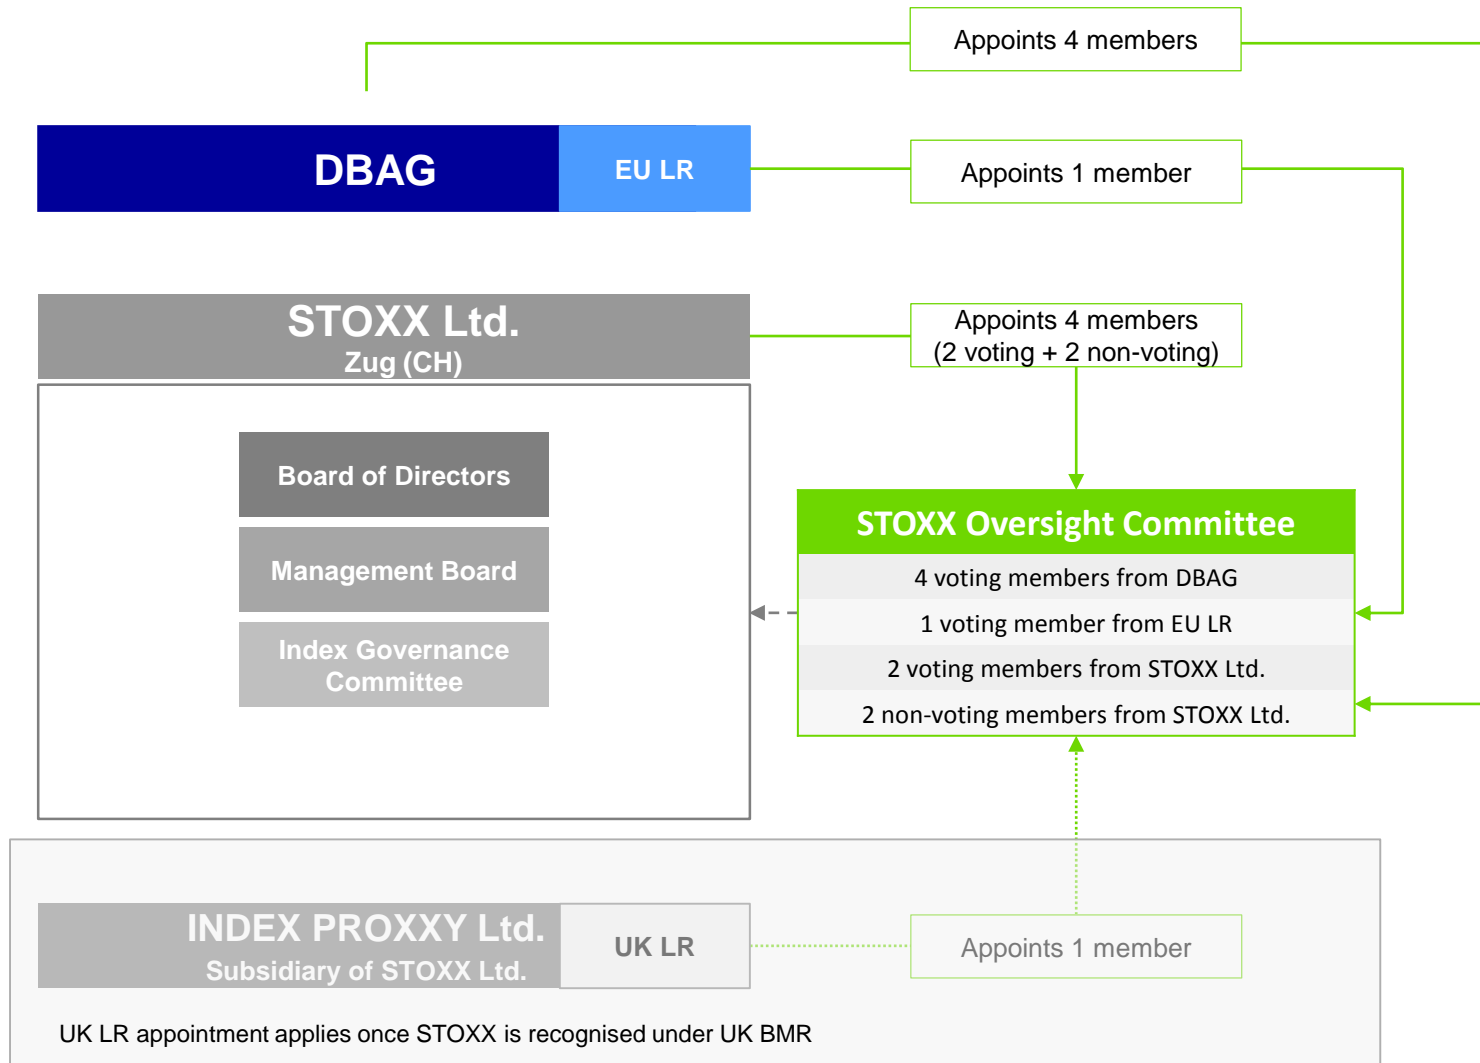 Appoints 4 members
DBAG
EU LR
Appoints 1 member
STOXX Ltd.
Zug (CH)
Appoints 4 members
(2 voting + 2 non-voting)
Board of Directors
Management Board
Index Governance
Committee
STOXX Oversight Committee
4 voting members from DBAG
1 voting member from EU LR
2 voting members from STOXX Ltd.
2 non-voting members from STOXX Ltd.
INDEX PROXXY Ltd.
Subsidiary of STOXX Ltd.
UK LR
Appoints 1 member
UK LR appointment applies once STOXX is recognised under UK BMR